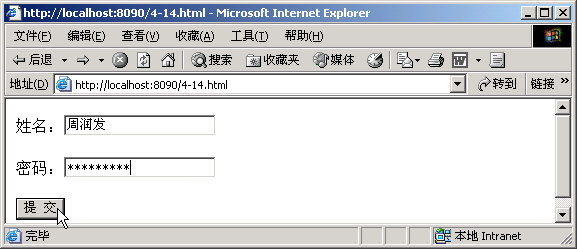 http://localhost:8090/4-14.html - Microsoft Internet Explorer
文件(F) 编辑(E) 查看(V) 收藏(A) 工具(T) 帮助(H)
后退 搜索 收藏夹 媒体
地址(D) http://localhost:8090/4-14.html 转到 链接 »
姓名： 周润发
密码： *********
提 交
完毕 本地 Intranet